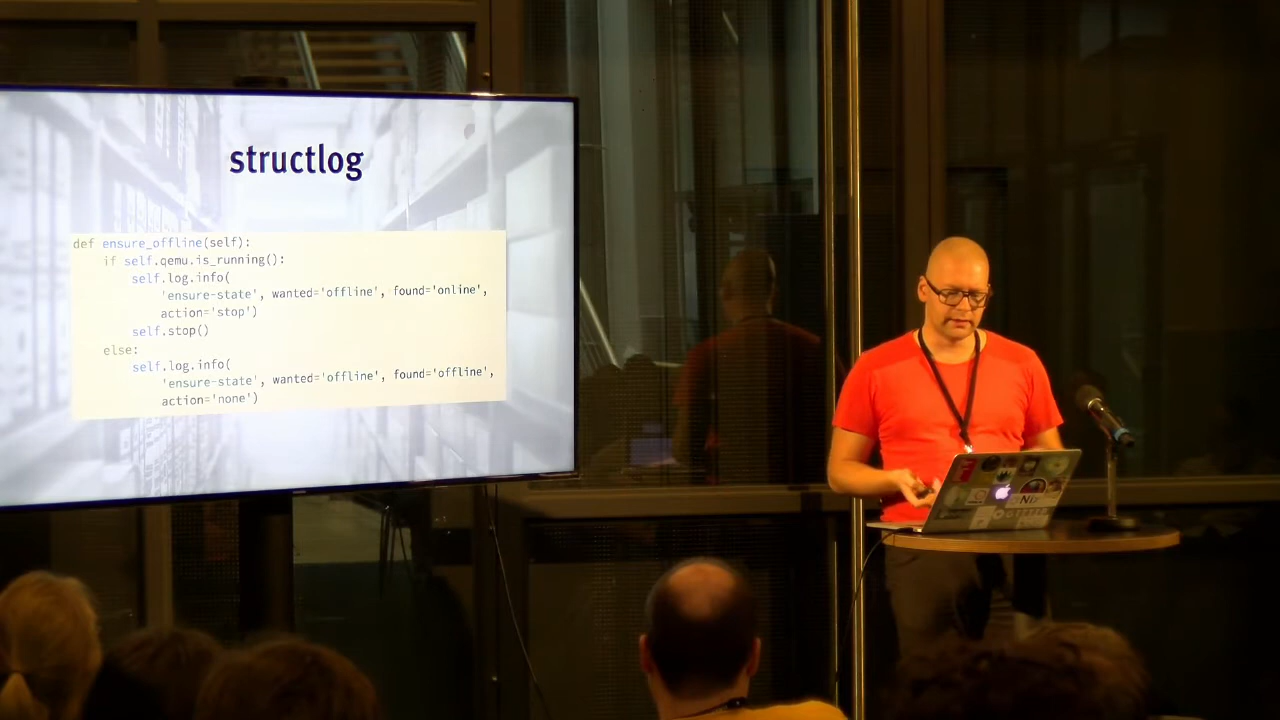 structlog
def ensure_offline(self):
    if self.qemu.is_running():
        self.log.info(
            'ensure-state', wanted='offline', found='online',
            action='stop')
        self.stop()
    else:
        self.log.info(
            'ensure-state', wanted='offline', found='offline',
            action='none')